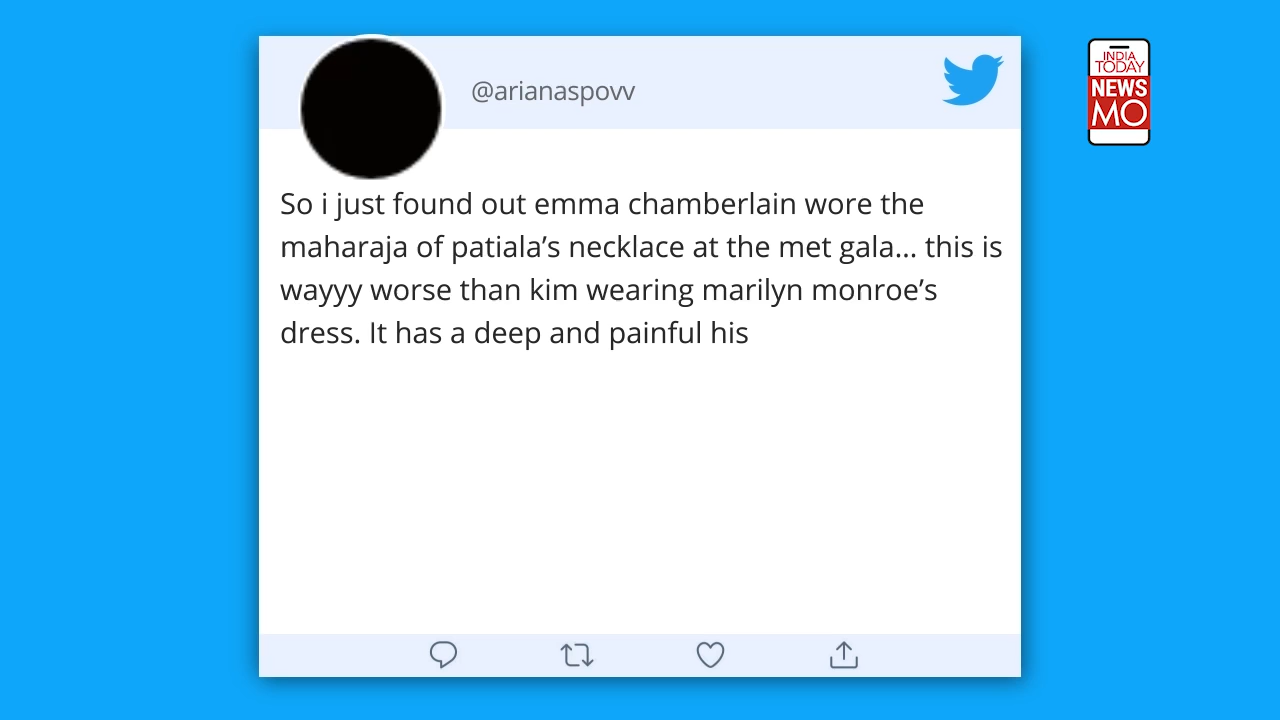 @arianaspovv
INDIA
TODAY
NEWS
MO
So i just found out emma chamberlain wore the
maharaja of patiala’s necklace at the met gala... this is
wayyy worse than kim wearing marilyn monroe’s
dress. It has a deep and painful his